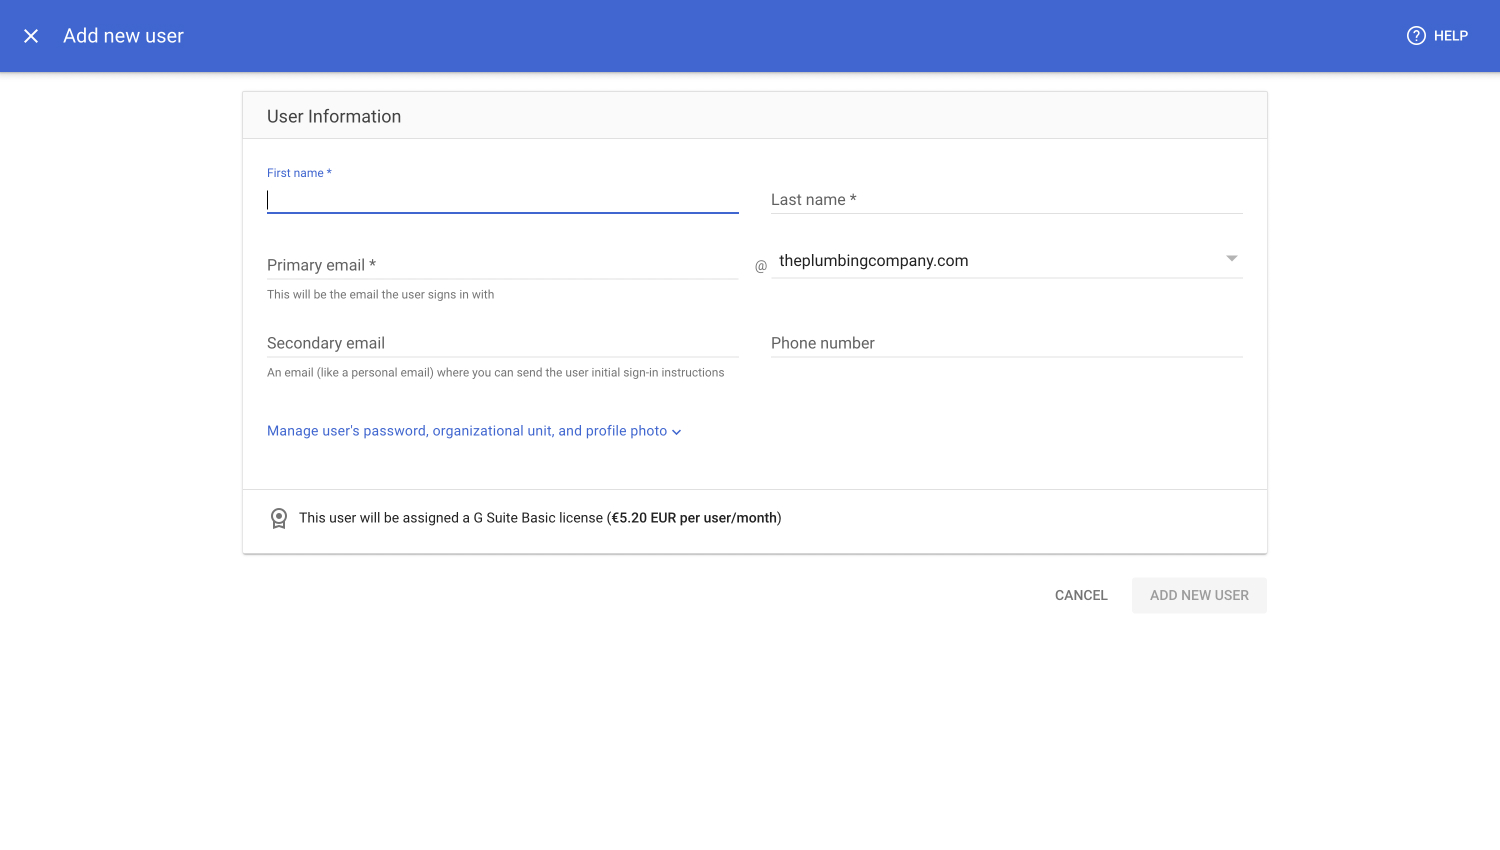 Add new user
HELP
User Information
First name *
Last name *
Primary email *
@ theplumbingcompany.com
This will be the email the user signs in with
Secondary email
Phone number
An email (like a personal email) where you can send the user initial sign-in instructions
Manage user's password, organizational unit, and profile photo
This user will be assigned a G Suite Basic license (€5.20 EUR per user/month)
CANCEL
ADD NEW USER